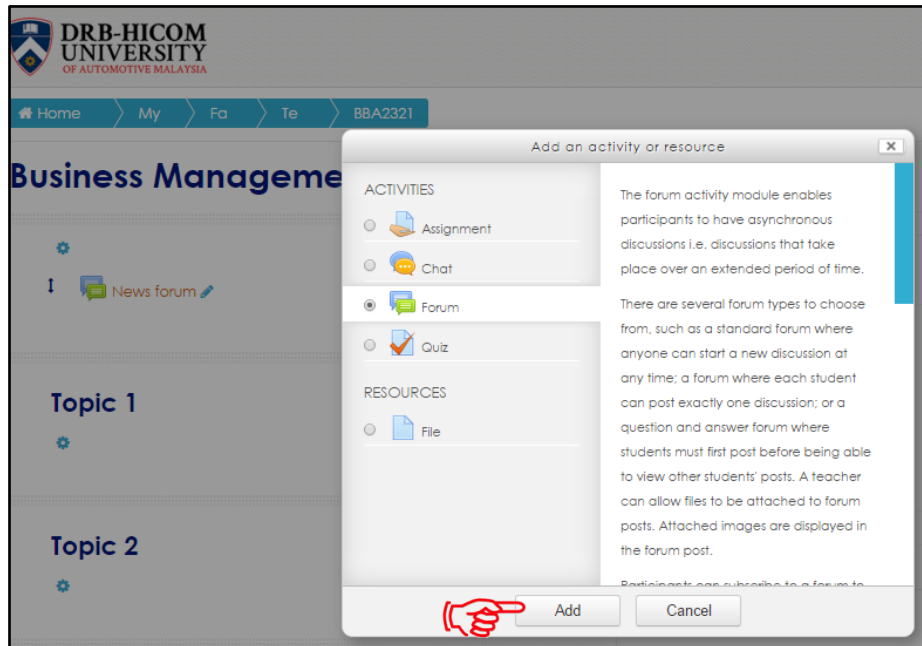 DRB-HICOM
UNIVERSITY
OF AUTOMOTIVE MALAYSIA
Home My Fa Te BBA2321
Business Manageme
News forum
Topic 1
Topic 2
Add an activity or resource
ACTIVITIES
Assignment
Chat
Forum
Quiz
RESOURCES
File
The forum activity module enables
participants to have asynchronous
discussions i.e. discussions that take
place over an extended period of time.
There are several forum types to choose
from, such as a standard forum where
anyone can start a new discussion at
any time; a forum where each student
can post exactly one discussion; or a
question and answer forum where
students must first post before being able
to view other students' posts. A teacher
can allow files to be attached to forum
posts. Attached images are displayed in
the forum post.
Participants can subscribe to a forum to
Add Cancel